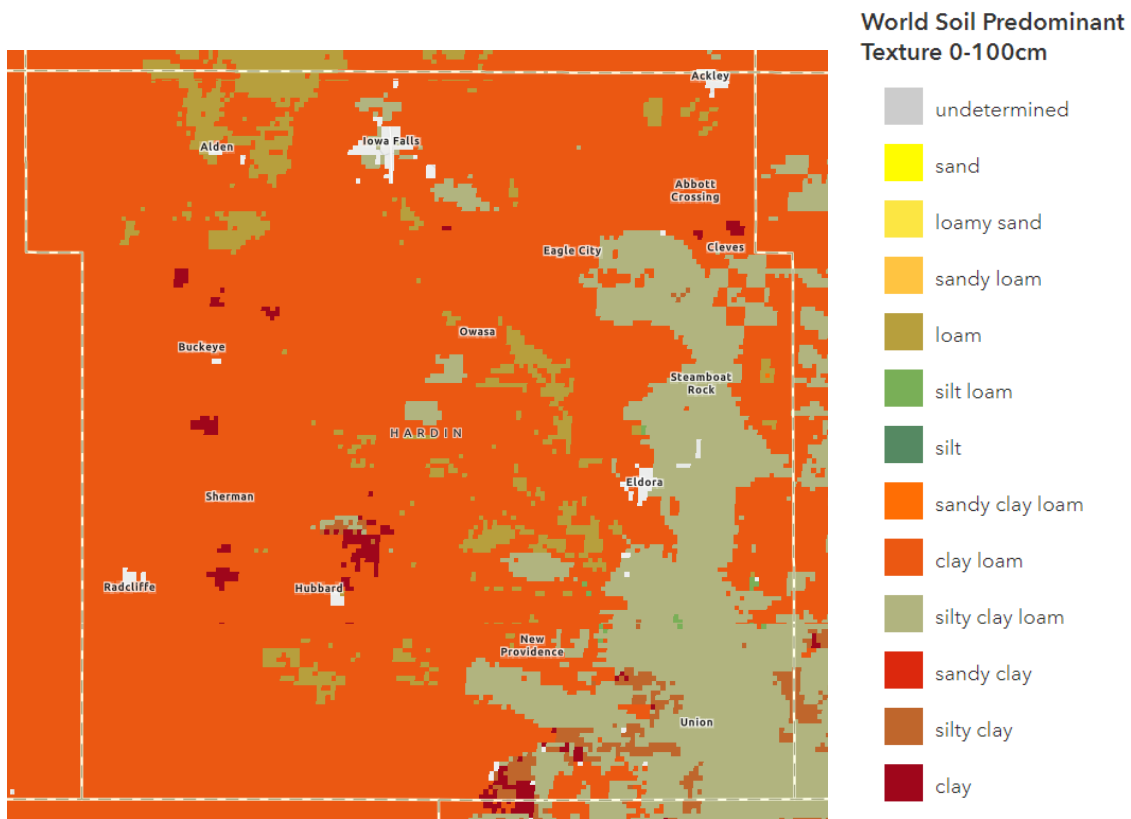 World Soil Predominant
Texture 0-100cm
undetermined
sand
loamy sand
sandy loam
loam
silt loam
silt
sandy clay loam
clay loam
silty clay loam
sandy clay
silty clay
clay
Ackley
Iowa Falls
Alden
Abbott
Crossing
Cleves
Eagle City
Owasa
Buckeye
Steamboat
Rock
HARDIN
Eldora
Sherman
Radcliffe
Hubbard
New
Providence
Union